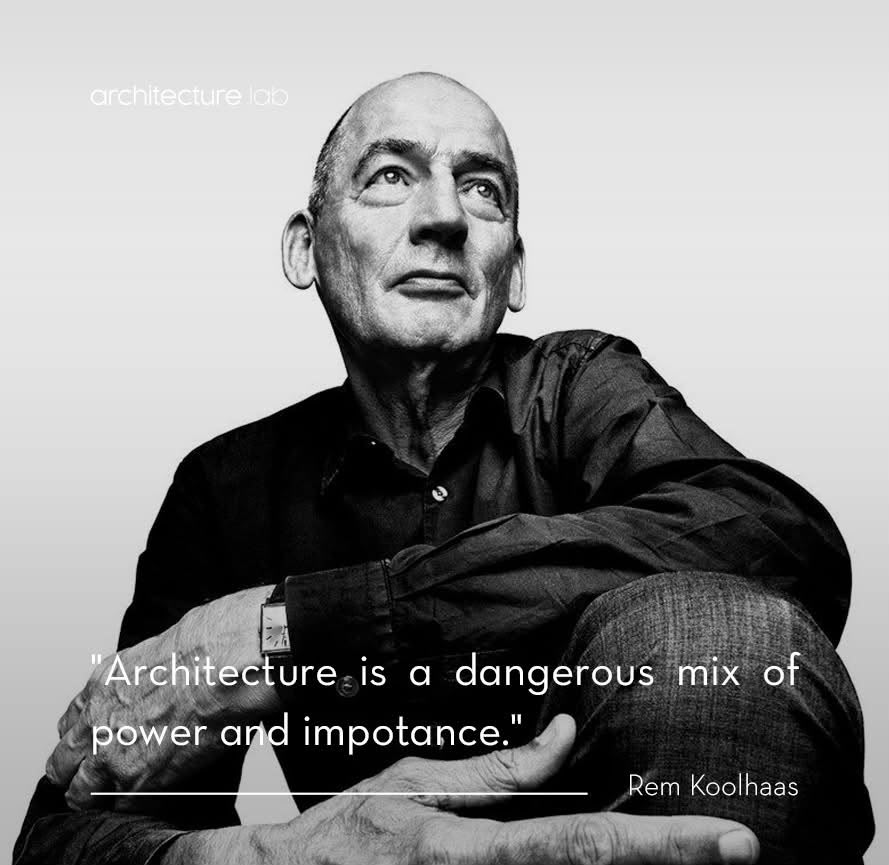 architecture lab
"Architecture is a dangerous mix of
power and impotance."
Rem Koolhaas